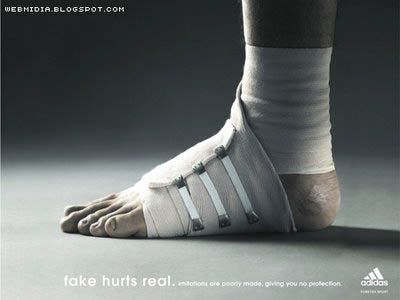 WEBMIDIA.BLOGSPOT.COM
fake hurts real. imitations are poorly made, giving you no protection.
adidas